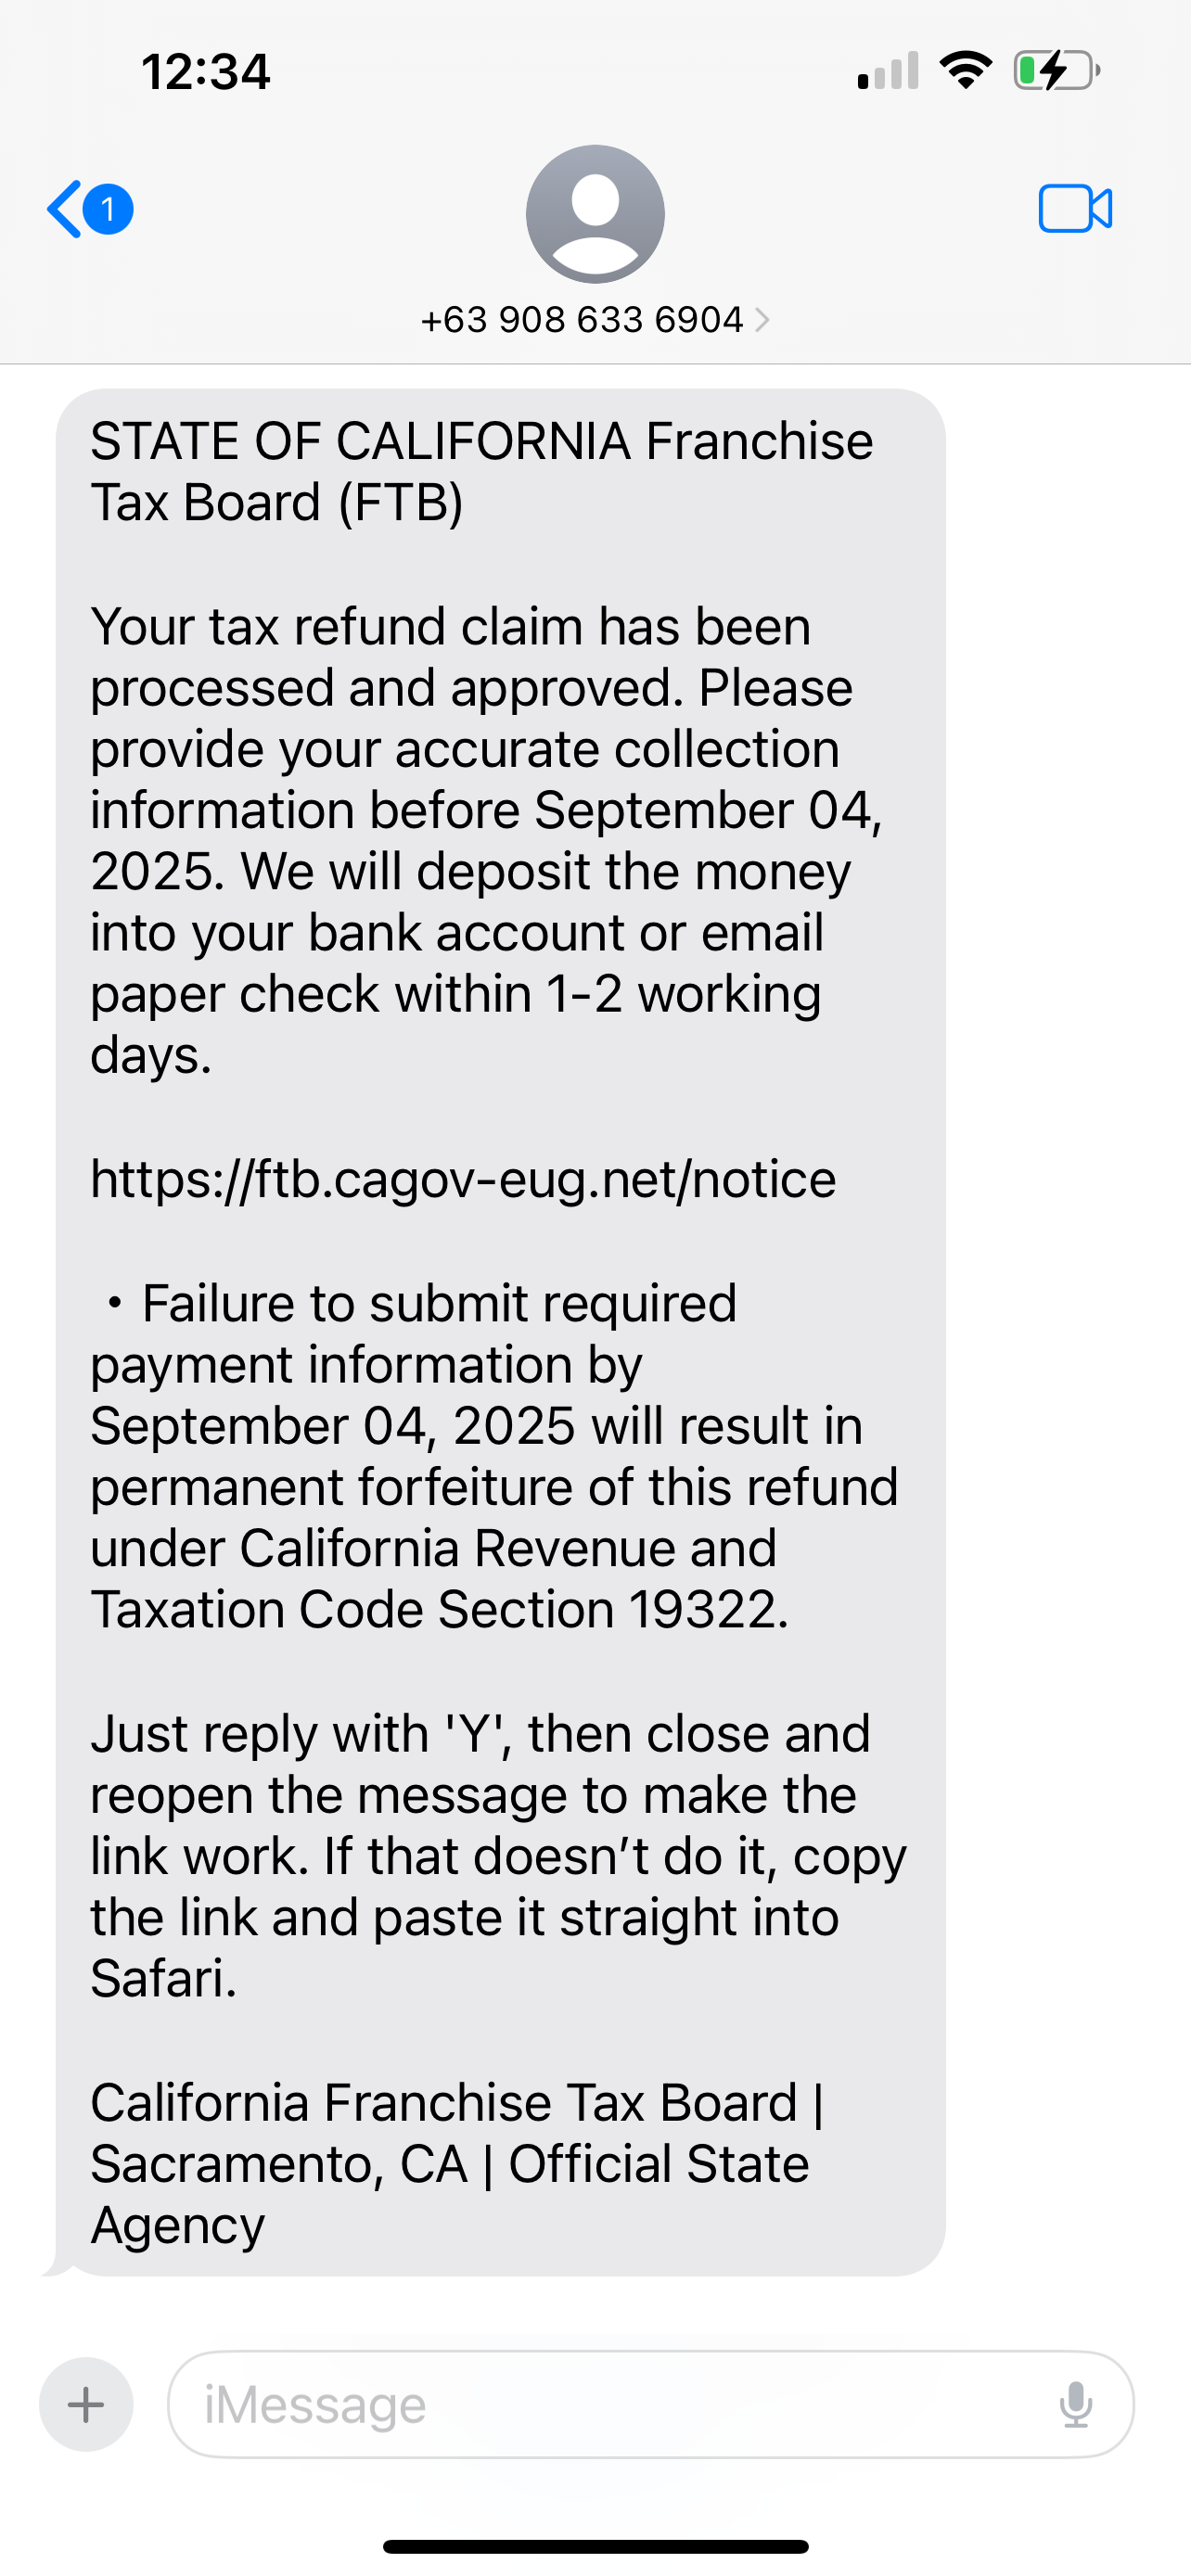 12:34
1
+63 908 633 6904
STATE OF CALIFORNIA Franchise
Tax Board (FTB)
Your tax refund claim has been
processed and approved. Please
provide your accurate collection
information before September 04,
2025. We will deposit the money
into your bank account or email
paper check within 1-2 working
days.
https://ftb.cagov-eug.net/notice
• Failure to submit required
payment information by
September 04, 2025 will result in
permanent forfeiture of this refund
under California Revenue and
Taxation Code Section 19322.
Just reply with 'Y', then close and
reopen the message to make the
link work. If that doesn’t do it, copy
the link and paste it straight into
Safari.
California Franchise Tax Board |
Sacramento, CA | Official State
Agency
iMessage